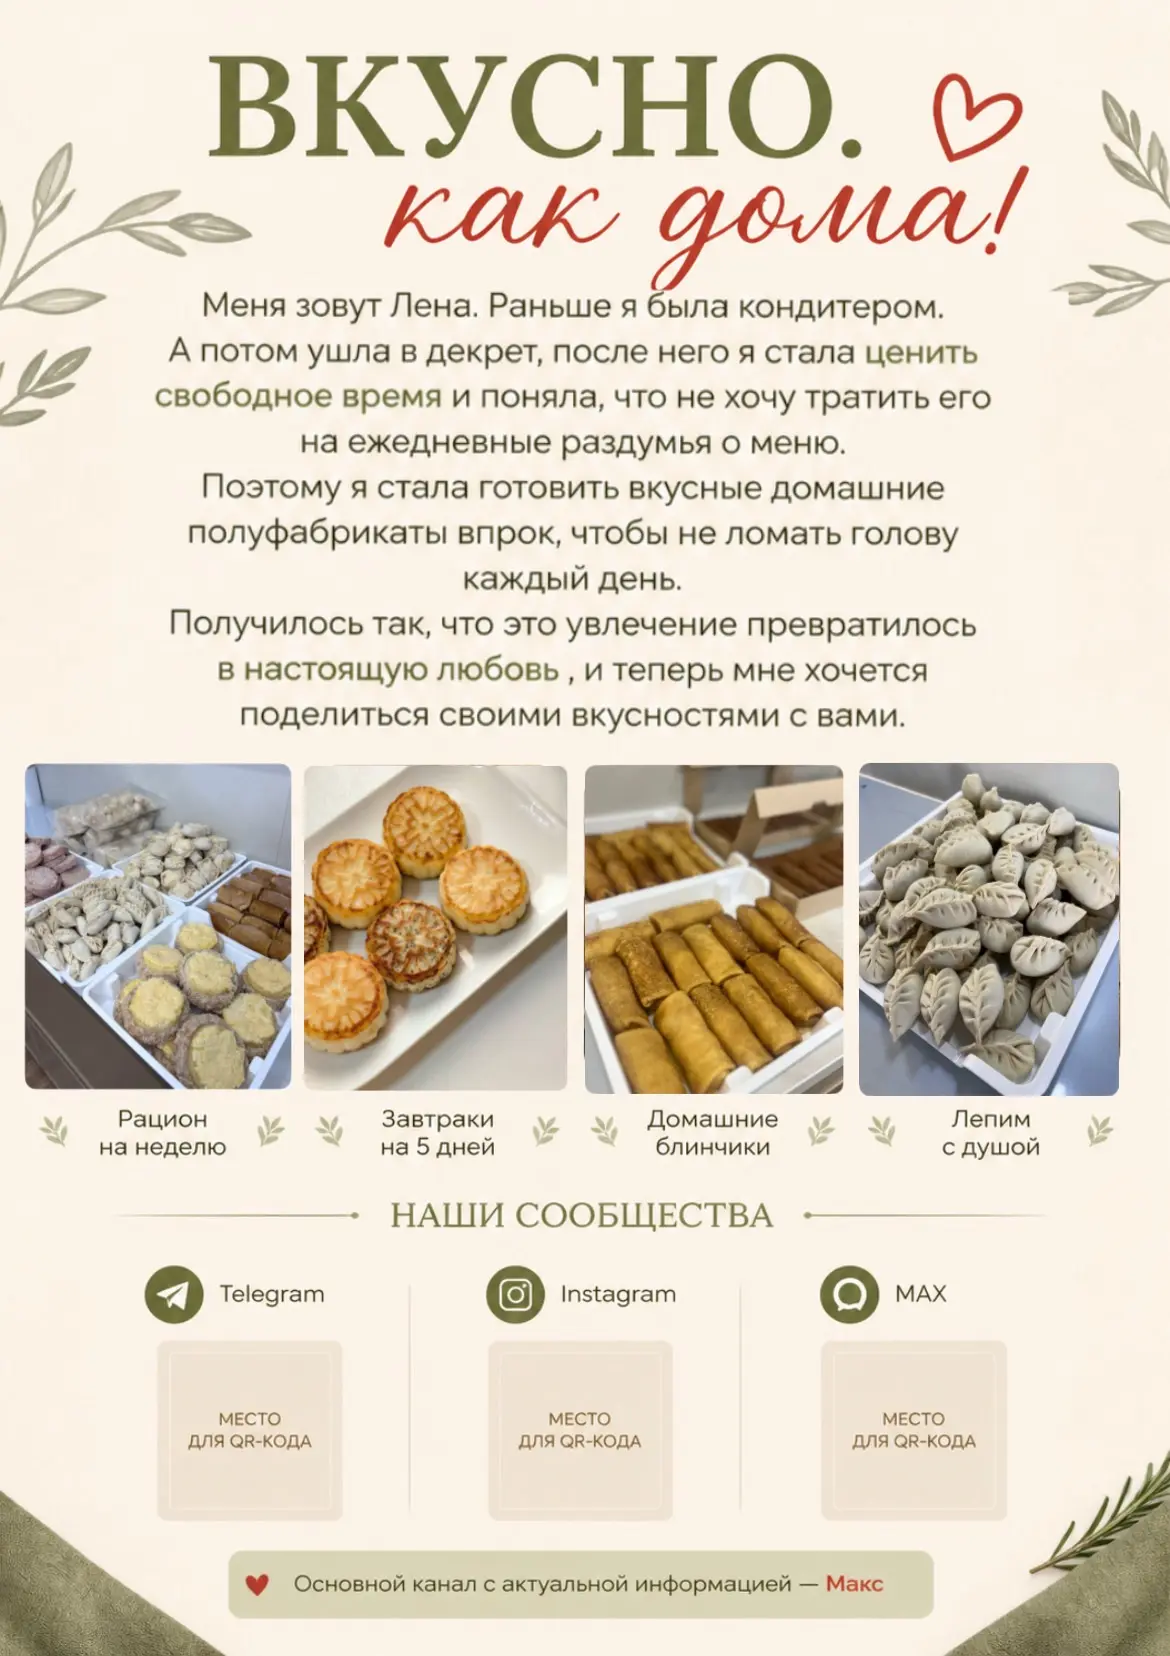 ВКУСНО.
как дома!
Меня зовут Лена. Раньше я была кондитером.
А потом ушла в декрет, после него я стала ценить
свободное время и поняла, что не хочу тратить его
на ежедневные раздумья о меню.
Поэтому я стала готовить вкусные домашние
полуфабрикаты впрок, чтобы не ломать голову
каждый день.
Получилось так, что это увлечение превратилось
в настоящую любовь , и теперь мне хочется
поделиться своими вкусностями с вами.
Рацион
на неделю
Завтраки
на 5 дней
Домашние
блинчики
Лепим
с душой
НАШИ СООБЩЕСТВА
Telegram
Instagram
MAX
МЕСТО
ДЛЯ QR-КОДА
МЕСТО
ДЛЯ QR-КОДА
МЕСТО
ДЛЯ QR-КОДА
Основной канал с актуальной информацией — Макс